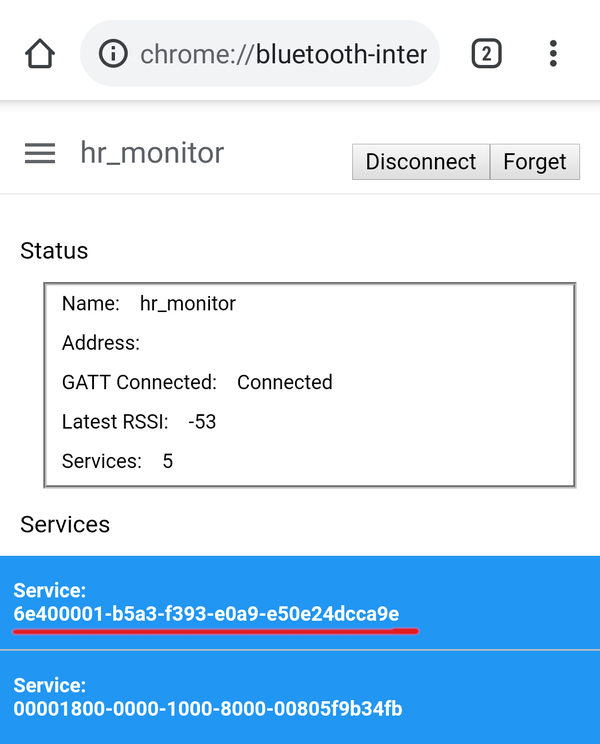 chrome://bluetooth-inter
2
hr_monitor
Disconnect Forget
Status
Name: hr_monitor
Address:
GATT Connected: Connected
Latest RSSI: -53
Services: 5
Services
Service:
6e400001-b5a3-f393-e0a9-e50e24dcca9e
Service:
00001800-0000-1000-8000-00805f9b34fb